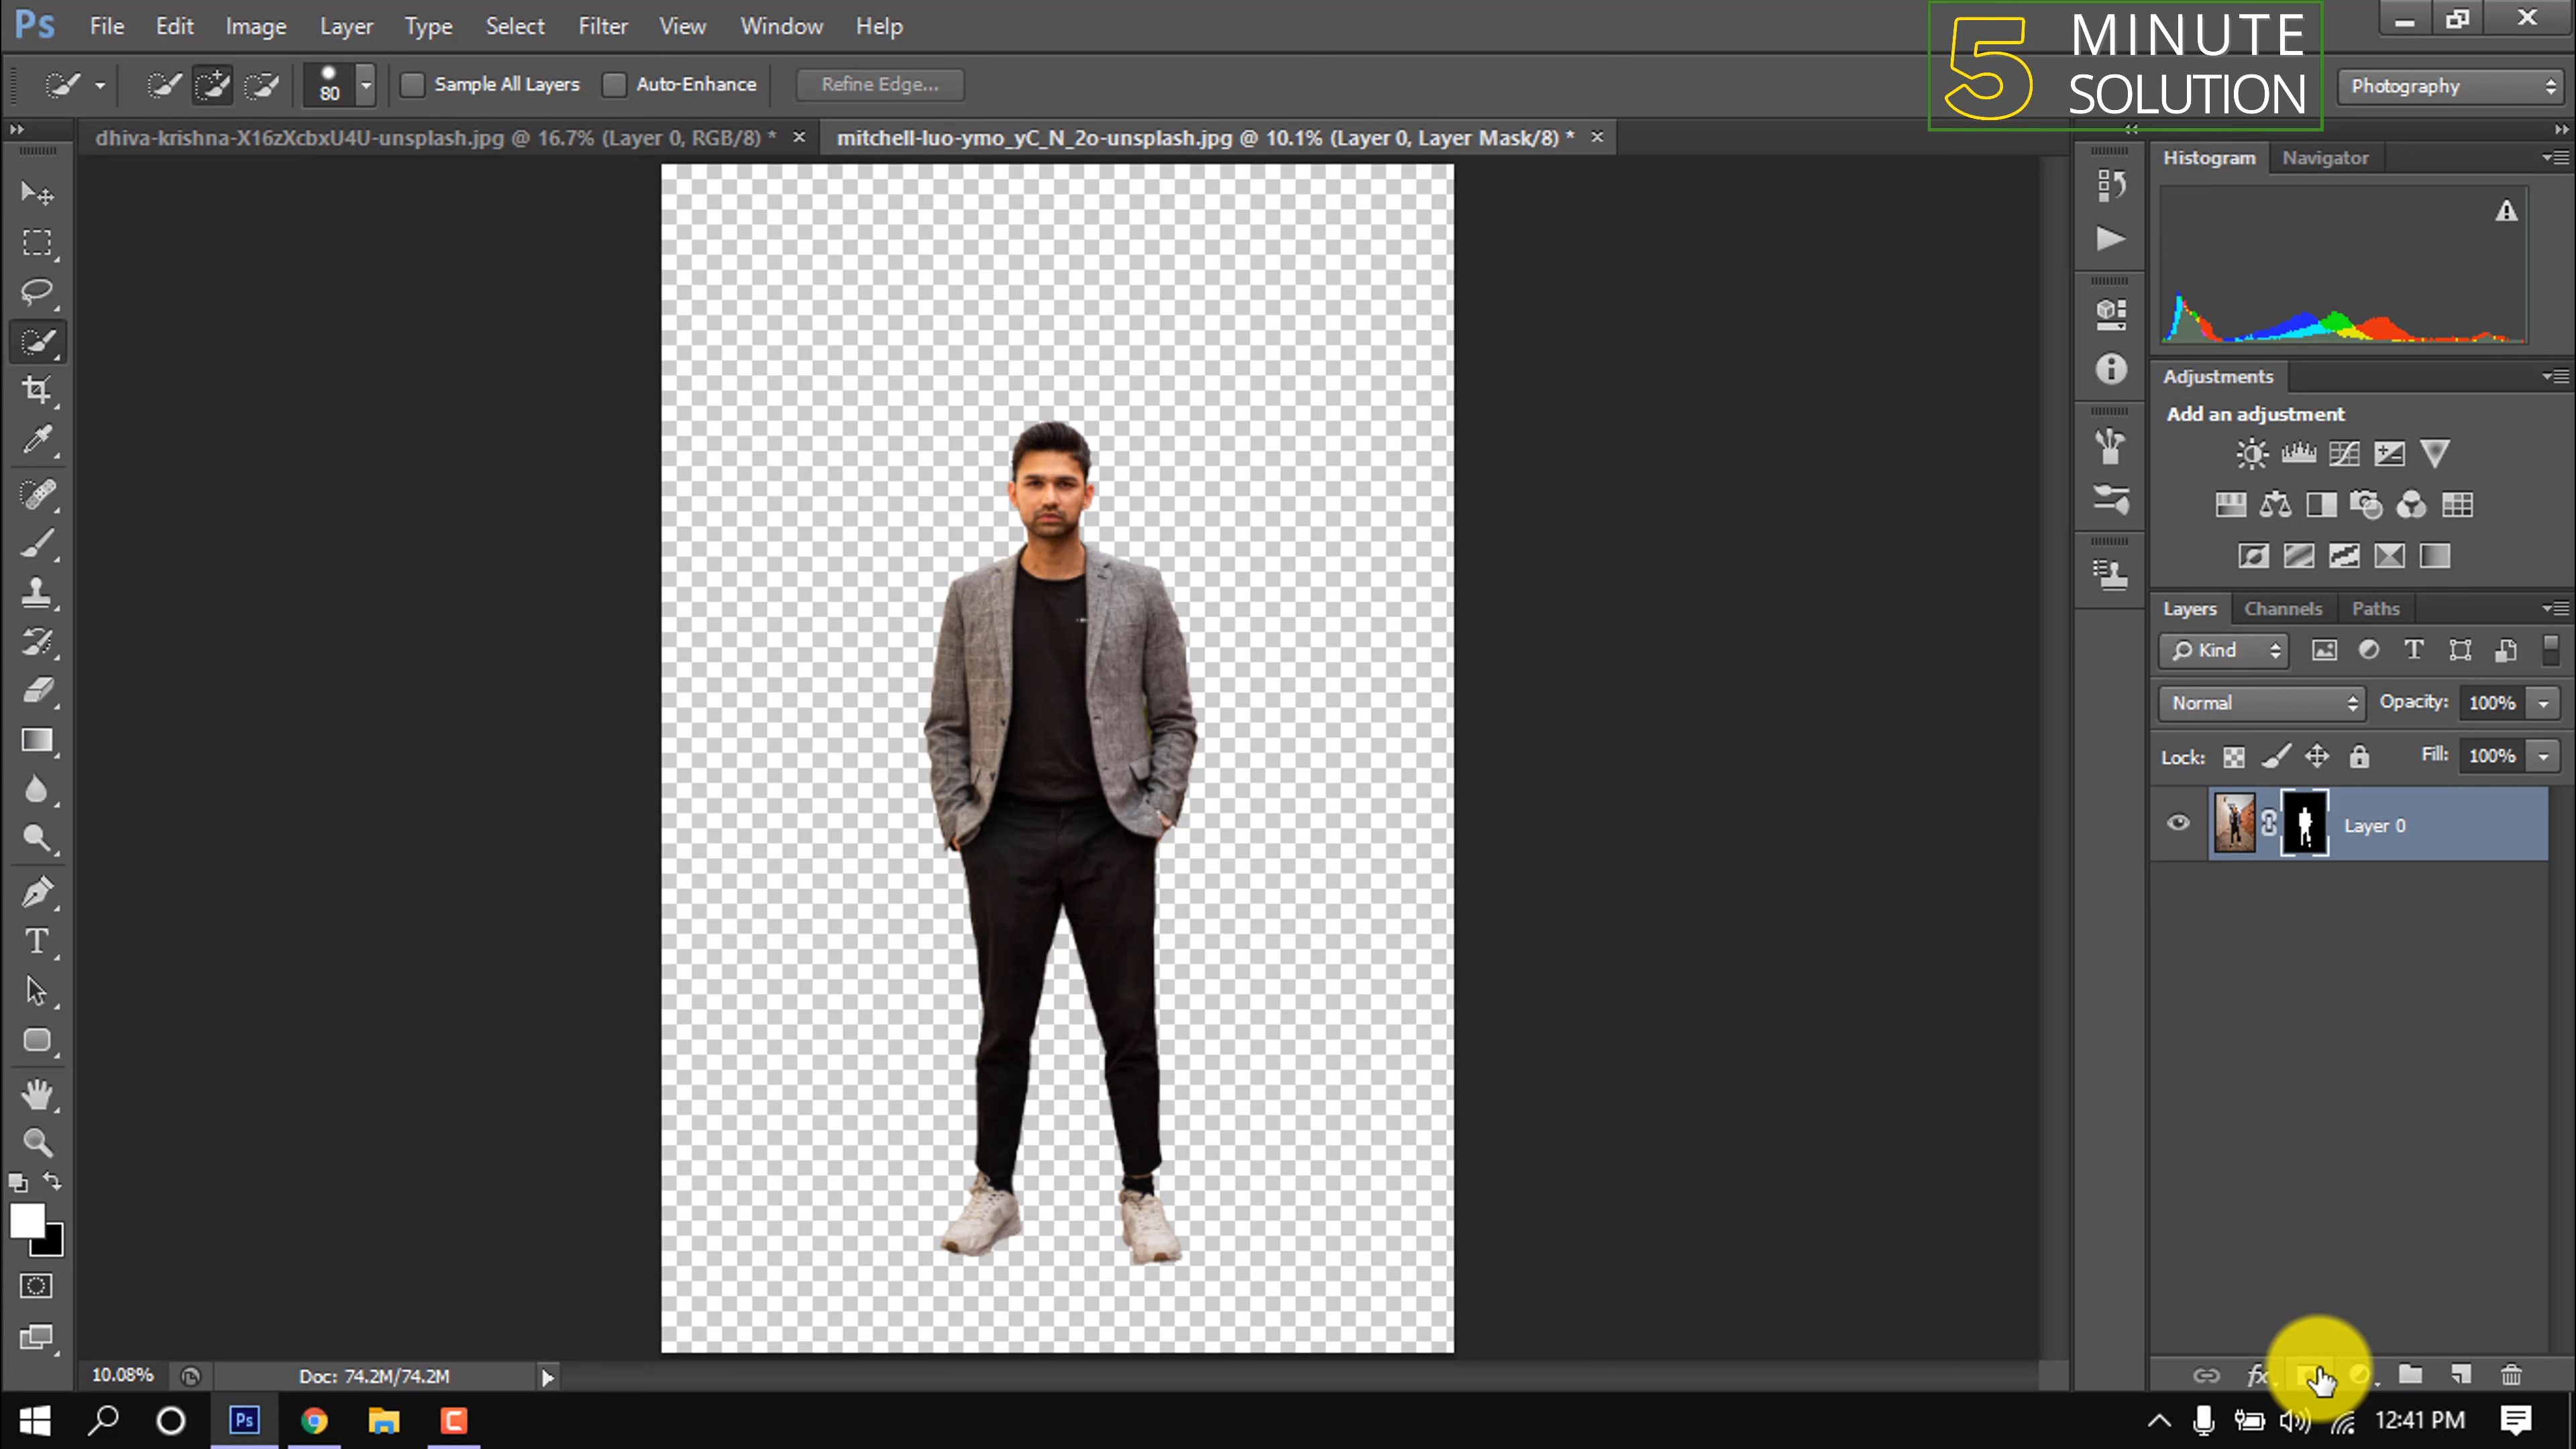 Ps File Edit Image Layer Type Select Filter View Window Help
5 MINUTE SOLUTION
80 Sample All Layers Auto-Enhance Refine Edge... Photography
dhiva-krishna-X16zXcbxU4U-unsplash.jpg @ 16.7% (Layer 0, RGB/8) * × mitchell-luo-ymo_yC_N_2o-unsplash.jpg @ 10.1% (Layer 0, Layer Mask/8) * ×
Histogram Navigator
Adjustments
Add an adjustment
Layers Channels Paths
Kind
Normal Opacity: 100%
Lock: Fill: 100%
Layer 0
fx
10.08% Doc: 74.2M/74.2M
Ps 12:41 PM